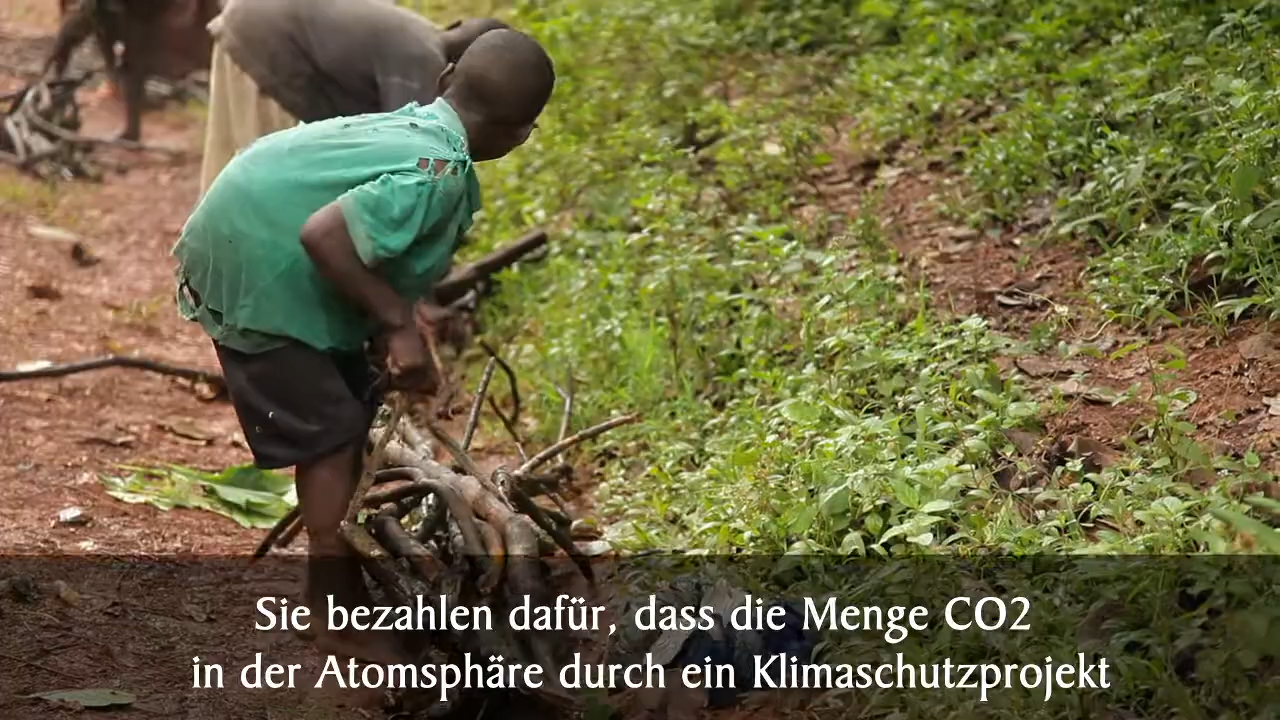 Sie bezahlen dafür, dass die Menge CO2
in der Atomsphäre durch ein Klimaschutzprojekt